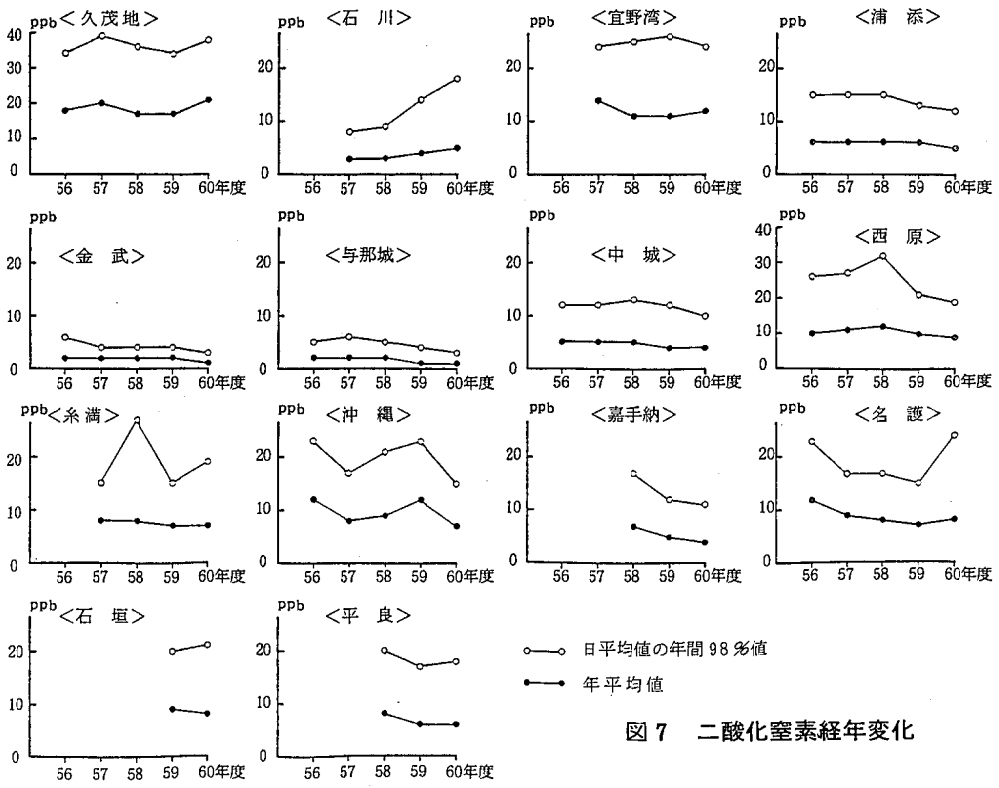 ppb <久茂地> ppb <石 川> ppb <宜野湾> ppb <浦 添>
40
30 20 20 20
20
10 10 10 10
0 0 0 0
56 57 58 59 60年度 56 57 58 59 60年度 56 57 58 59 60年度 56 57 58 59 60年度
ppb <金 武> ppb <与那城> ppb <中 城> ppb <西 原>
40
20 20 20 30
20
10 10 10 10
0 0 0 0
56 57 58 59 60年度 56 57 58 59 60年度 56 57 58 59 60年度 56 57 58 59 60年度
ppb <糸満> ppb <沖 縄> ppb <嘉手納> ppb <名 護>
20 20 20 20
10 10 10 10
0 0 0 0
56 57 58 59 60年度 56 57 58 59 60年度 56 57 58 59 60年度 56 57 58 59 60年度
ppb <石 垣> ppb <平 良>
20 20
10 10
0 0
56 57 58 59 60年度 56 57 58 59 60年度
日平均値の年間98%値
年平均値
図7 二酸化窒素経年変化